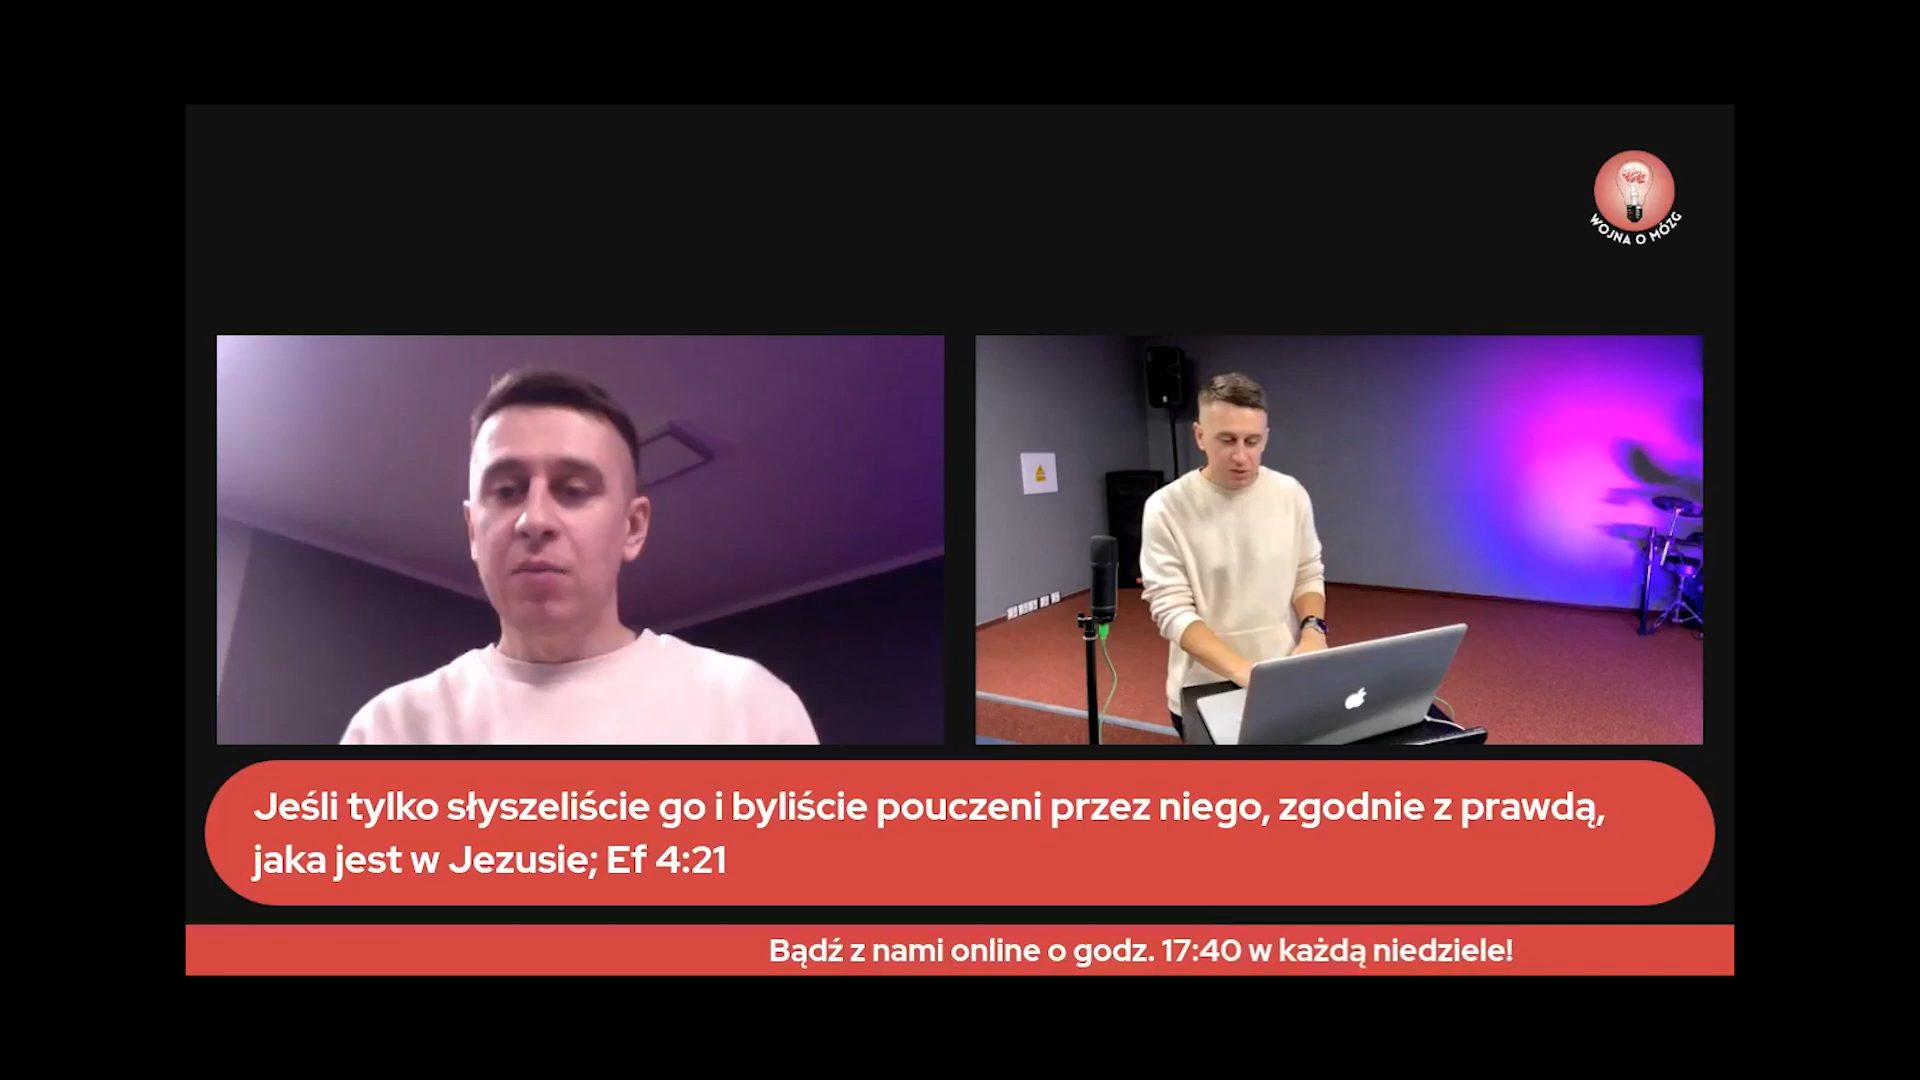 WOJNA O MÓZG
Jeśli tylko słyszeliście go i byliście pouczeni przez niego, zgodnie z prawdą,
jaka jest w Jezusie; Ef 4:21
Bądź z nami online o godz. 17:40 w każdą niedziele!